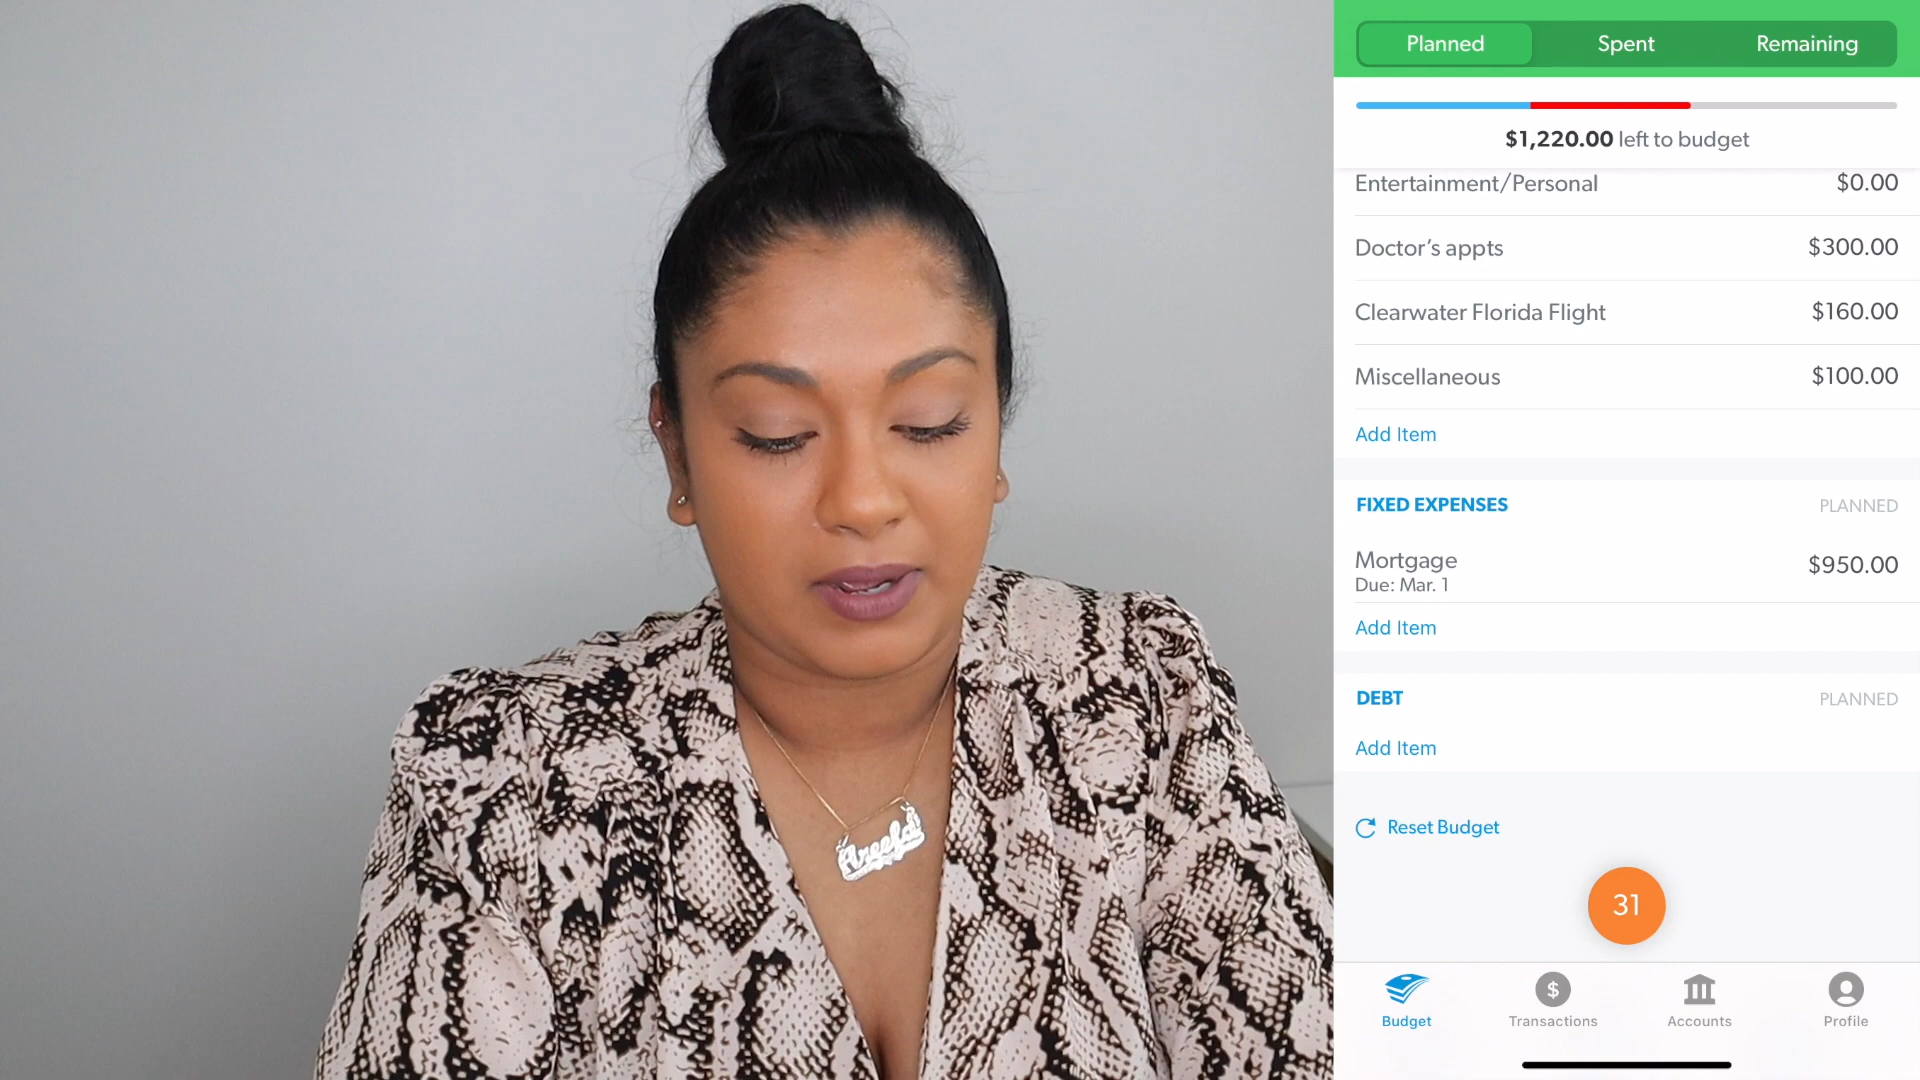 Planned Spent Remaining
$1,220.00 left to budget
Entertainment/Personal $0.00
Doctor's appts $300.00
Clearwater Florida Flight $160.00
Miscellaneous $100.00
Add Item
FIXED EXPENSES PLANNED
Mortgage $950.00
Due: Mar. 1
Add Item
DEBT PLANNED
Add Item
Reset Budget
31
$
Budget Transactions Accounts Profile